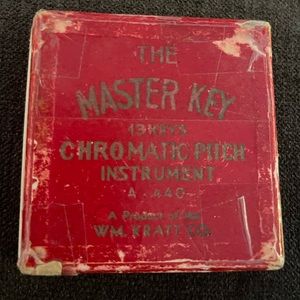 THE
MASTER KEY
13 KEYS
CHROMATIC PITCH
INSTRUMENT
A-440
A Product of the
WM. KRATT CO.